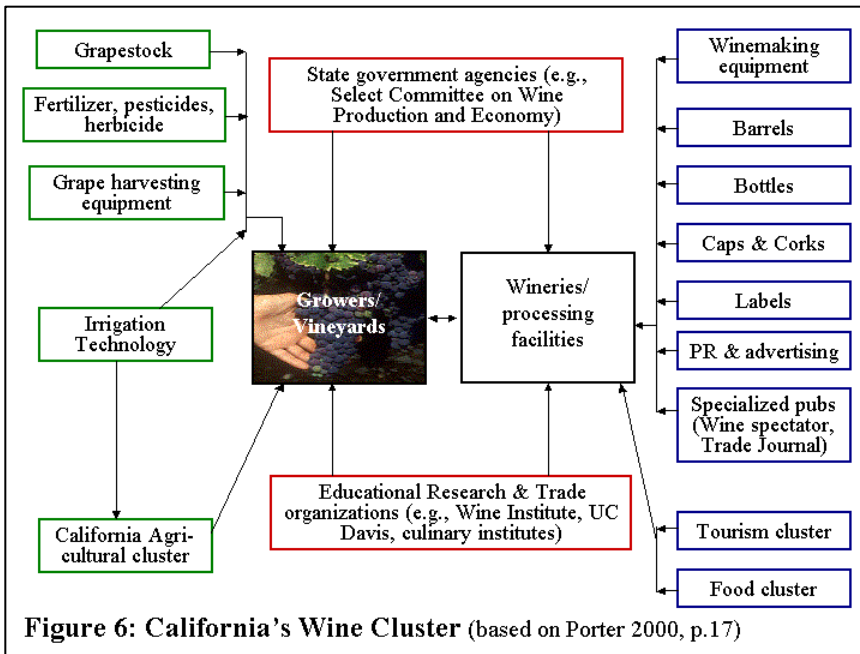 Grapestock
Fertilizer, pesticides,
herbicide
Grape harvesting
equipment
Irrigation
Technology
California Agri-
cultural cluster
State government agencies (e.g.,
Select Committee on Wine
Production and Economy)
Growers/
Vineyards
Wineries/
processing
facilities
Educational Research & Trade
organizations (e.g., Wine Institute, UC
Davis, culinary institutes)
Winemaking
equipment
Barrels
Bottles
Caps & Corks
Labels
PR & advertising
Specialized pubs
(Wine spectator,
Trade Journal)
Tourism cluster
Food cluster
Figure 6: California's Wine Cluster (based on Porter 2000, p.17)